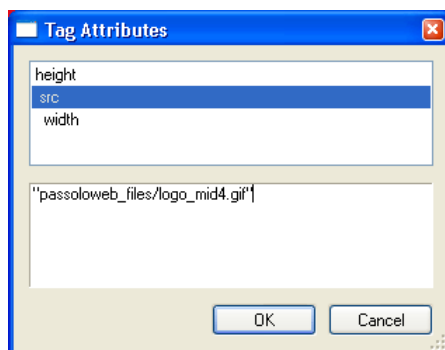 Tag Attributes
height
src
width
"passoloweb_files/logo_mid4.gif"
OK
Cancel